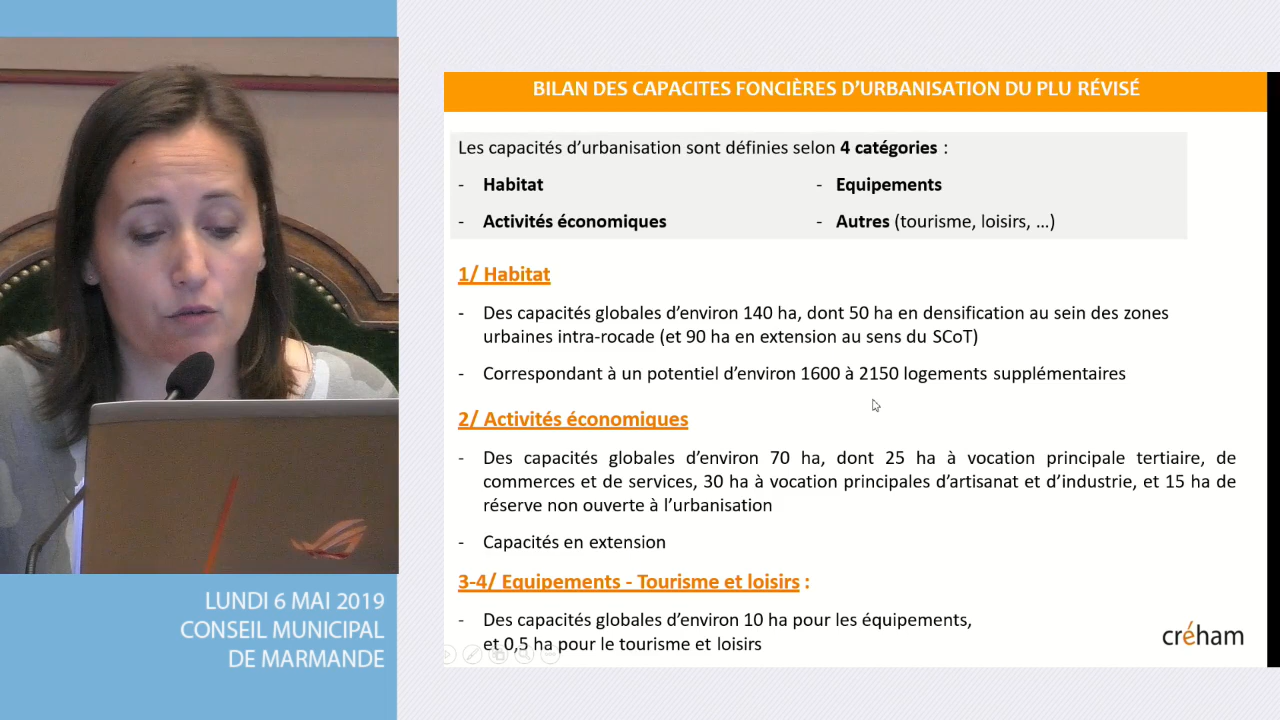 BILAN DES CAPACITES FONCIÈRES D'URBANISATION DU PLU RÉVISÉ
Les capacités d'urbanisation sont définies selon 4 catégories :
- Habitat
- Equipements
- Activités économiques
- Autres (tourisme, loisirs, ...)
1/ Habitat
- Des capacités globales d'environ 140 ha, dont 50 ha en densification au sein des zones
urbaines intra-rocade (et 90 ha en extension au sens du SCoT)
- Correspondant à un potentiel d'environ 1600 à 2150 logements supplémentaires
2/ Activités économiques
- Des capacités globales d'environ 70 ha, dont 25 ha à vocation principale tertiaire, de
commerces et de services, 30 ha à vocation principales d'artisanat et d'industrie, et 15 ha de
réserve non ouverte à l'urbanisation
- Capacités en extension
3-4/ Equipements - Tourisme et loisirs :
- Des capacités globales d'environ 10 ha pour les équipements,
et 0,5 ha pour le tourisme et loisirs
créham
LUNDI 6 MAI 2019
CONSEIL MUNICIPAL
DE MARMANDE